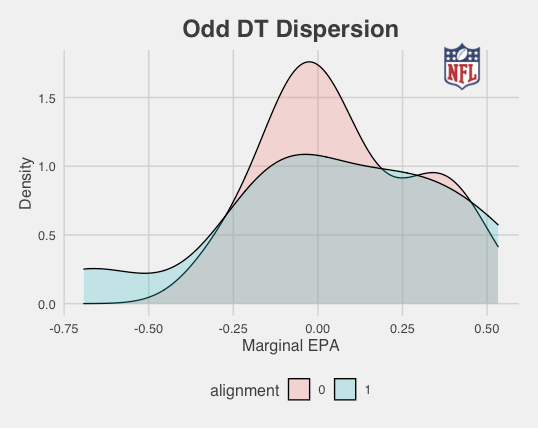 Odd DT Dispersion
NFL
1.5
1.0
0.5
0.0
Density
-0.75 -0.50 -0.25 0.00 0.25 0.50
Marginal EPA
alignment 0 1